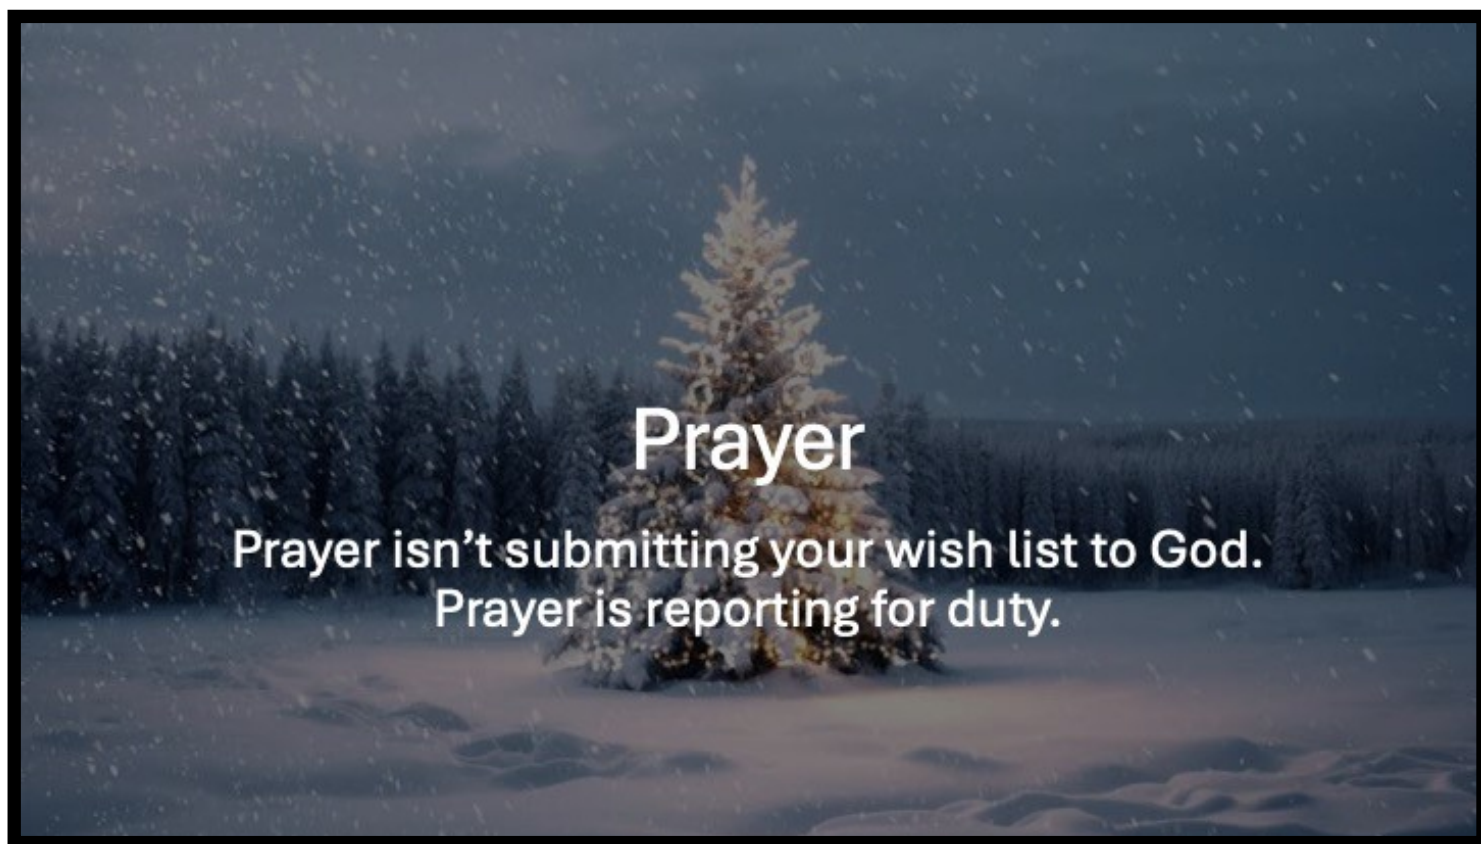 Prayer
Prayer isn’t submitting your wish list to God.
Prayer is reporting for duty.